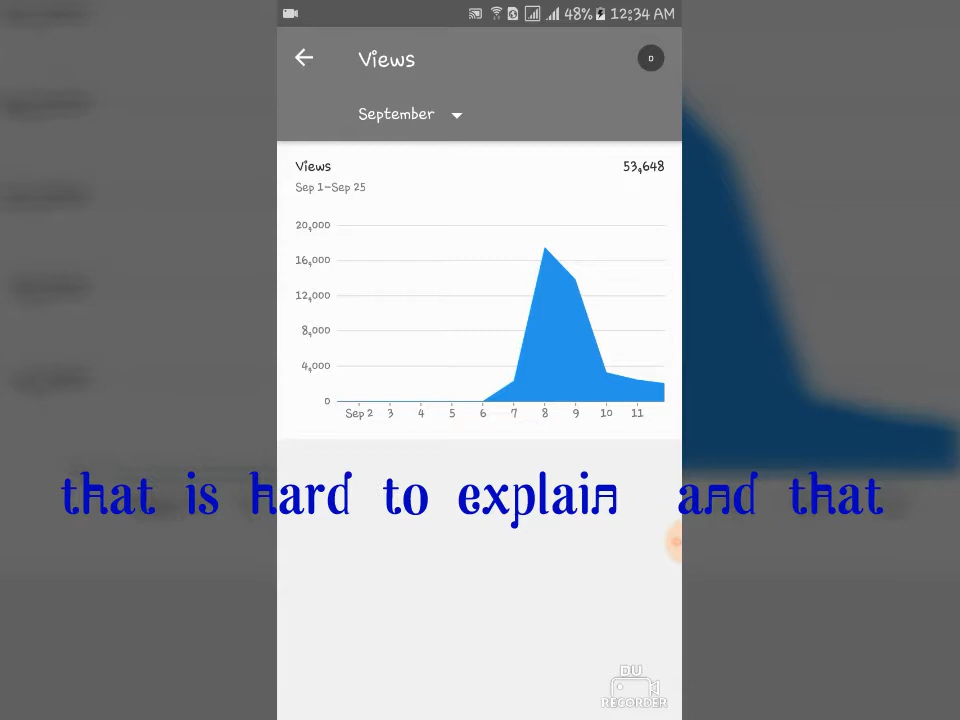 48% 12:34 AM
Views
D
September
Views 53,648
Sep 1-Sep 25
20,000
16,000
12,000
8,000
4,000
0
Sep 2 3 4 5 6 7 8 9 10 11
that is hard to explain and that
DU
RECORDER